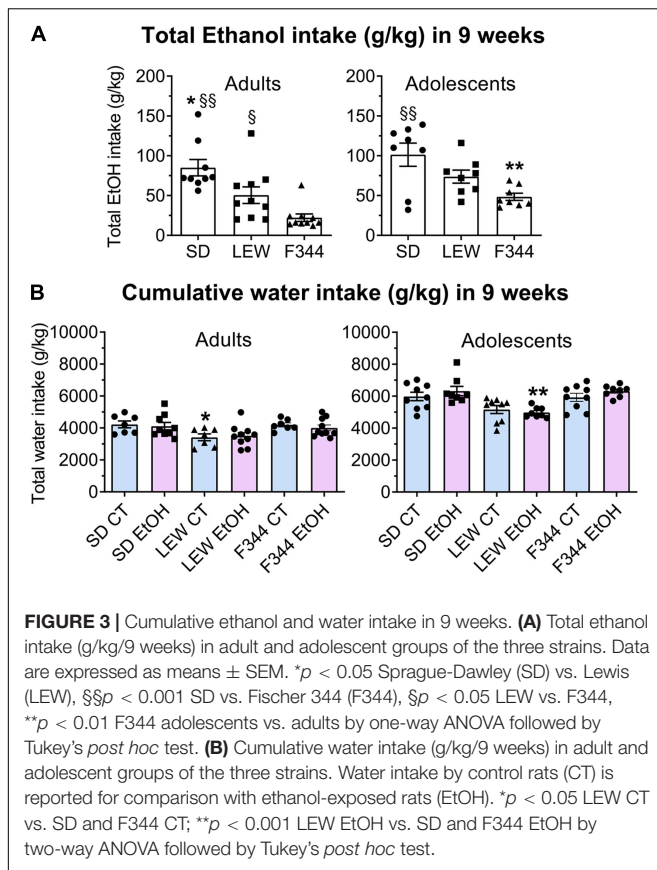 A Total Ethanol intake (g/kg) in 9 weeks
Total EtOH intake (g/kg)
200
150
100
50
0
Adults
* §§
§
SD LEW F344
200
150
100
50
0
Adolescents
§§
**
SD LEW F344
B Cumulative water intake (g/kg) in 9 weeks
Total water intake (g/kg)
10000
8000
6000
4000
2000
0
Adults
*
SD CT
SD EtOH
LEW CT
LEW EtOH
F344 CT
F344 EtOH
10000
8000
6000
4000
2000
0
Adolescents
**
SD CT
SD EtOH
LEW CT
LEW EtOH
F344 CT
F344 EtOH
FIGURE 3 | Cumulative ethanol and water intake in 9 weeks. (A) Total ethanol
intake (g/kg/9 weeks) in adult and adolescent groups of the three strains. Data
are expressed as means ± SEM. *p < 0.05 Sprague-Dawley (SD) vs. Lewis
(LEW), §§p < 0.001 SD vs. Fischer 344 (F344), §p < 0.05 LEW vs. F344,
**p < 0.01 F344 adolescents vs. adults by one-way ANOVA followed by
Tukey's post hoc test. (B) Cumulative water intake (g/kg/9 weeks) in adult and
adolescent groups of the three strains. Water intake by control rats (CT) is
reported for comparison with ethanol-exposed rats (EtOH). *p < 0.05 LEW CT
vs. SD and F344 CT; **p < 0.001 LEW EtOH vs. SD and F344 EtOH by
two-way ANOVA followed by Tukey's post hoc test.